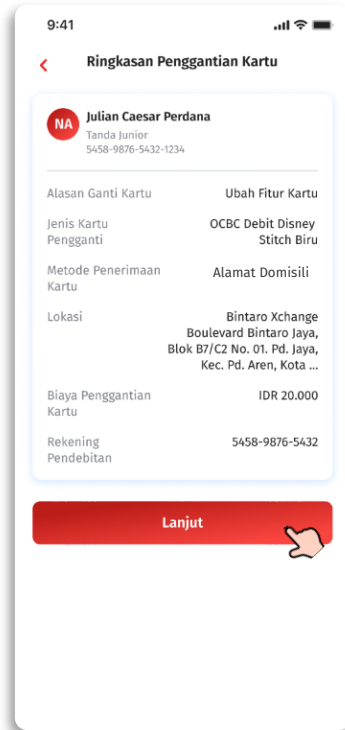 9:41
Ringkasan Penggantian Kartu
NA
Julian Caesar Perdana
Tanda Junior
5458-9876-5432-1234
Alasan Ganti Kartu
Ubah Fitur Kartu
Jenis Kartu
Pengganti
OCBC Debit Disney
Stitch Biru
Metode Penerimaan
Kartu
Alamat Domisili
Lokasi
Bintaro Xchange
Boulevard Bintaro Jaya,
Blok B7/C2 No. 01. Pd. Jaya,
Kec. Pd. Aren, Kota ...
Biaya Penggantian
Kartu
IDR 20.000
Rekening
Pendebitan
5458-9876-5432
Lanjut